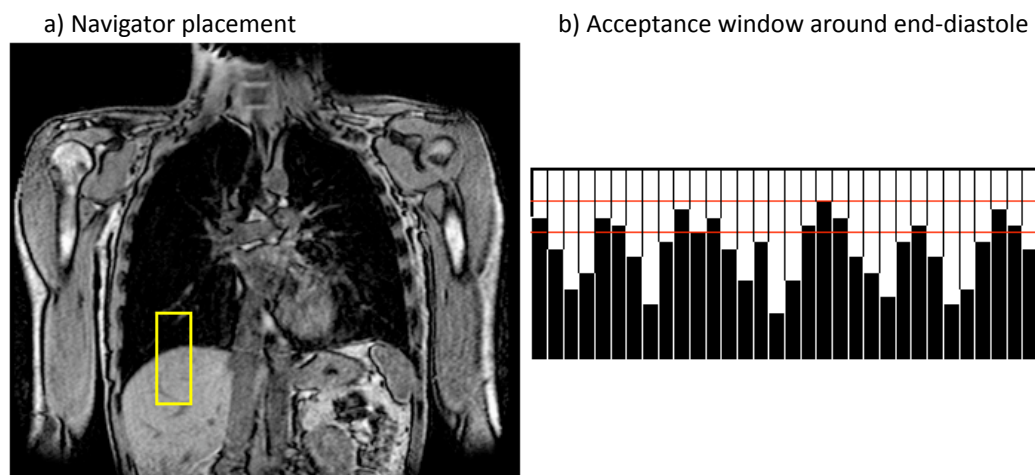 a) Navigator placement
b) Acceptance window around end-diastole